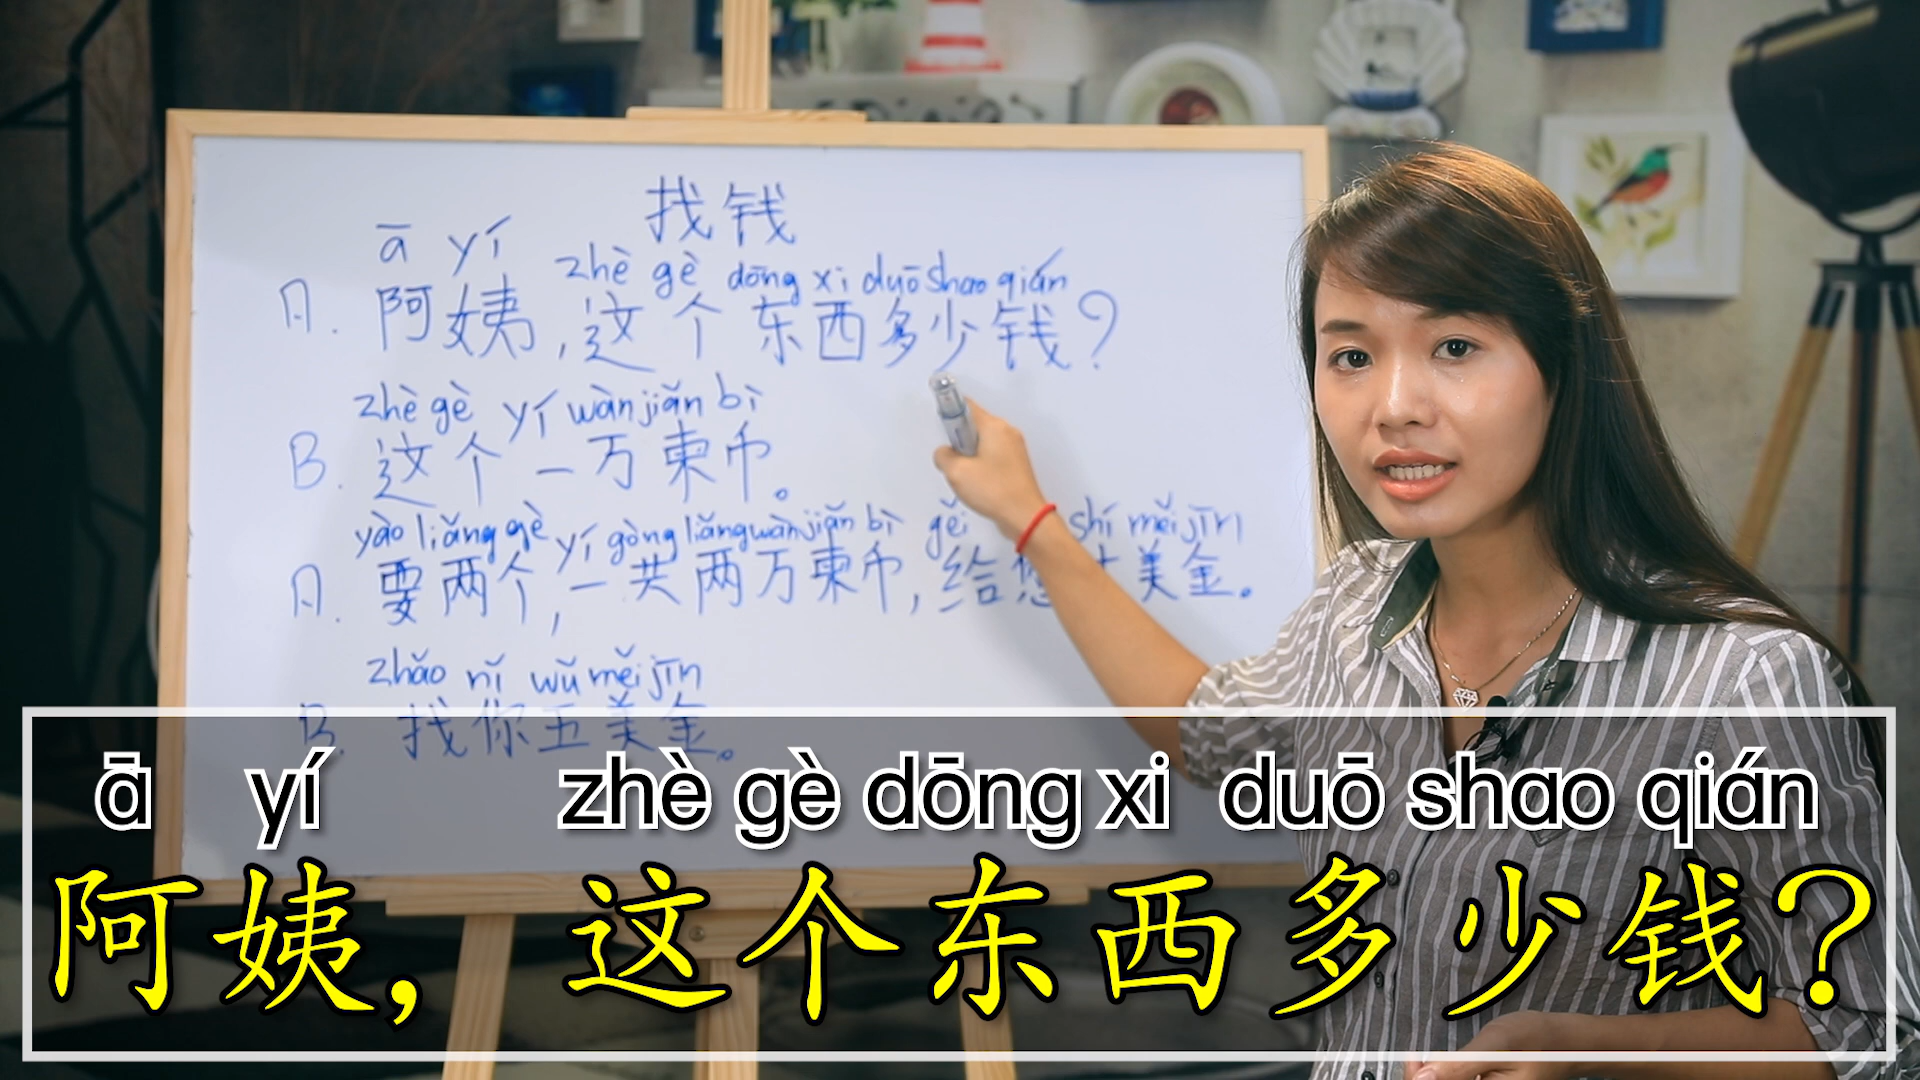 找钱
ā yí zhè gè dōng xi duō shao qián
A. 阿姨,这个东西多少钱?
zhè gè yí wàn jiǎn bì
B. 这个一万柬币。
yào liǎng gè yí gòng liǎng wàn jiǎn bì gěi shí měi jīn
A. 要两个,一共两万柬币,给您十美金。
zhǎo nǐ wǔ měi jīn
B. 找你五美金。
ā yí zhè gè dōng xi duō shao qián
阿姨,这个东西多少钱?